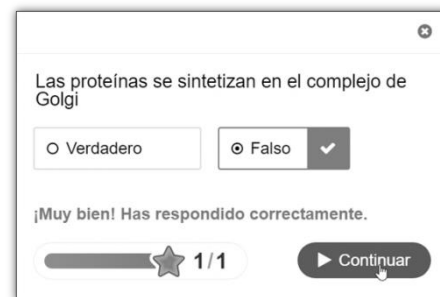 Las proteínas se sintetizan en el complejo de
Golgi
Verdadero
Falso
¡Muy bien! Has respondido correctamente.
1/1
Continuar